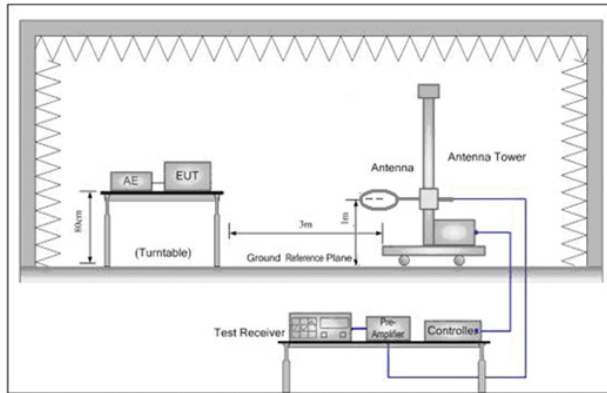 Antenna
Antenna Tower
AE
EUT
80cm
(Turntable)
3m
1m
Ground Reference Plane
Test Receiver
Pre-
Amplifier
Controller